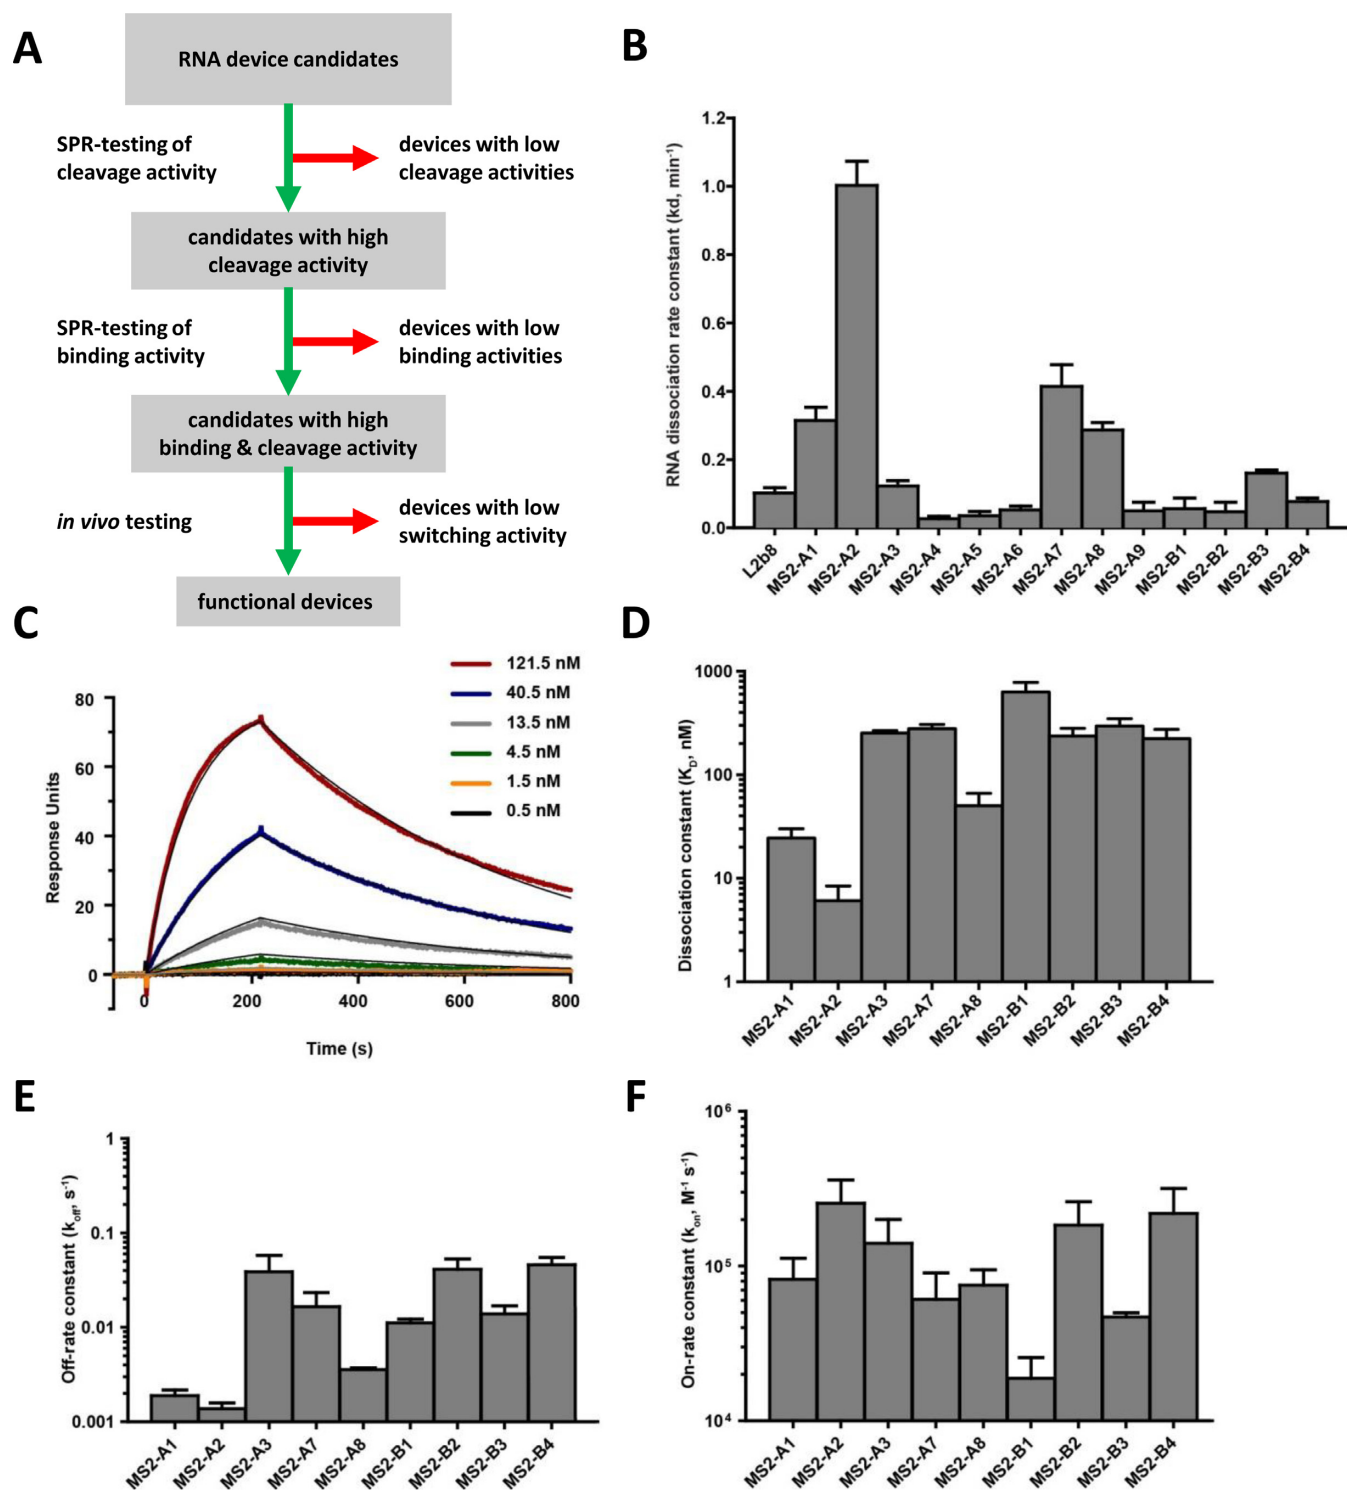 A
RNA device candidates
SPR-testing of
cleavage activity
devices with low
cleavage activities
candidates with high
cleavage activity
SPR-testing of
binding activity
devices with low
binding activities
candidates with high
binding & cleavage activity
in vivo testing
devices with low
switching activity
functional devices
B
RNA dissociation rate constant (kd, min⁻¹)
1.2
1.0
0.8
0.6
0.4
0.2
0.0
L2b8
MS2-A1
MS2-A2
MS2-A3
MS2-A4
MS2-A5
MS2-A6
MS2-A7
MS2-A8
MS2-A9
MS2-B1
MS2-B2
MS2-B3
MS2-B4
C
Response Units
80
60
40
20
0
0
200
400
600
800
Time (s)
121.5 nM
40.5 nM
13.5 nM
4.5 nM
1.5 nM
0.5 nM
D
Dissociation constant (K_D, nM)
1000
100
10
1
MS2-A1
MS2-A2
MS2-A3
MS2-A7
MS2-A8
MS2-B1
MS2-B2
MS2-B3
MS2-B4
E
Off-rate constant (k_off, s⁻¹)
1
0.1
0.01
0.001
MS2-A1
MS2-A2
MS2-A3
MS2-A7
MS2-A8
MS2-B1
MS2-B2
MS2-B3
MS2-B4
F
On-rate constant (k_on, M⁻¹ s⁻¹)
10⁶
10⁵
10⁴
MS2-A1
MS2-A2
MS2-A3
MS2-A7
MS2-A8
MS2-B1
MS2-B2
MS2-B3
MS2-B4